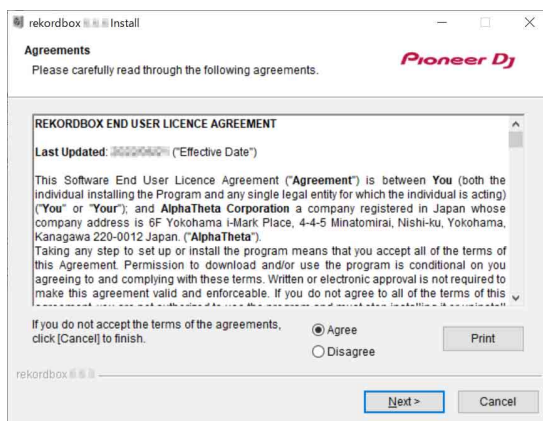 rekordbox Install
Agreements
Please carefully read through the following agreements.
Pioneer Dj
REKORDBOX END USER LICENCE AGREEMENT
Last Updated: ("Effective Date")
This Software End User Licence Agreement ("Agreement") is between You (both the
individual installing the Program and any single legal entity for which the individual is acting)
("You" or "Your"); and AlphaTheta Corporation a company registered in Japan whose
company address is 6F Yokohama i-Mark Place, 4-4-5 Minatomirai, Nishi-ku, Yokohama,
Kanagawa 220-0012 Japan. ("AlphaTheta").
Taking any step to set up or install the program means that you accept all of the terms of
this Agreement. Permission to download and/or use the program is conditional on you
agreeing to and complying with these terms. Written or electronic approval is not required to
make this agreement valid and enforceable. If you do not agree to all of the terms of this
If you do not accept the terms of the agreements,
click [Cancel] to finish.
Agree
Disagree
Print
rekordbox
Next >
Cancel